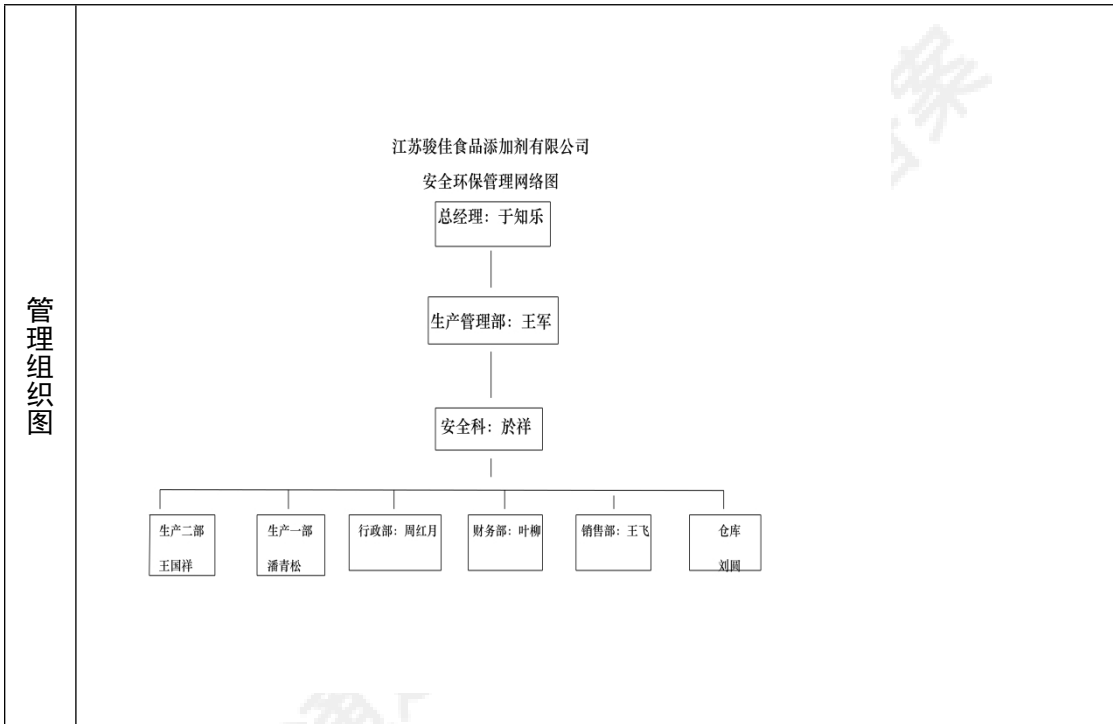 管理组织图
江苏骏佳食品添加剂有限公司
安全环保管理网络图
总经理：于知乐
生产管理部：王军
安全科：於祥
生产二部
王国祥
生产一部
潘青松
行政部：周红月
财务部：叶柳
销售部：王飞
仓库
刘圆
案